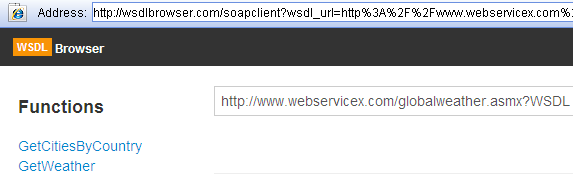 Address: http://wsdlbrowser.com/soapclient?wsdl_url=http%3A%2F%2Fwww.webservicex.com%
WSDL Browser
Functions
http://www.webservicex.com/globalweather.asmx?WSDL
GetCitiesByCountry
GetWeather